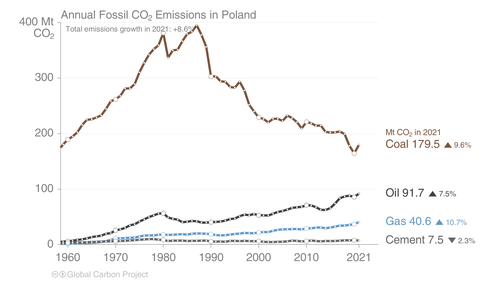 Annual Fossil CO₂ Emissions in Poland
400 Mt
CO₂
Total emissions growth in 2021: +8.6%
300
200
100
0
1960 1970 1980 1990 2000 2010 2021
Mt CO₂ in 2021
Coal 179.5 ▲ 9.6%
Oil 91.7 ▲ 7.5%
Gas 40.6 ▲ 10.7%
Cement 7.5 ▼ 2.3%
Global Carbon Project